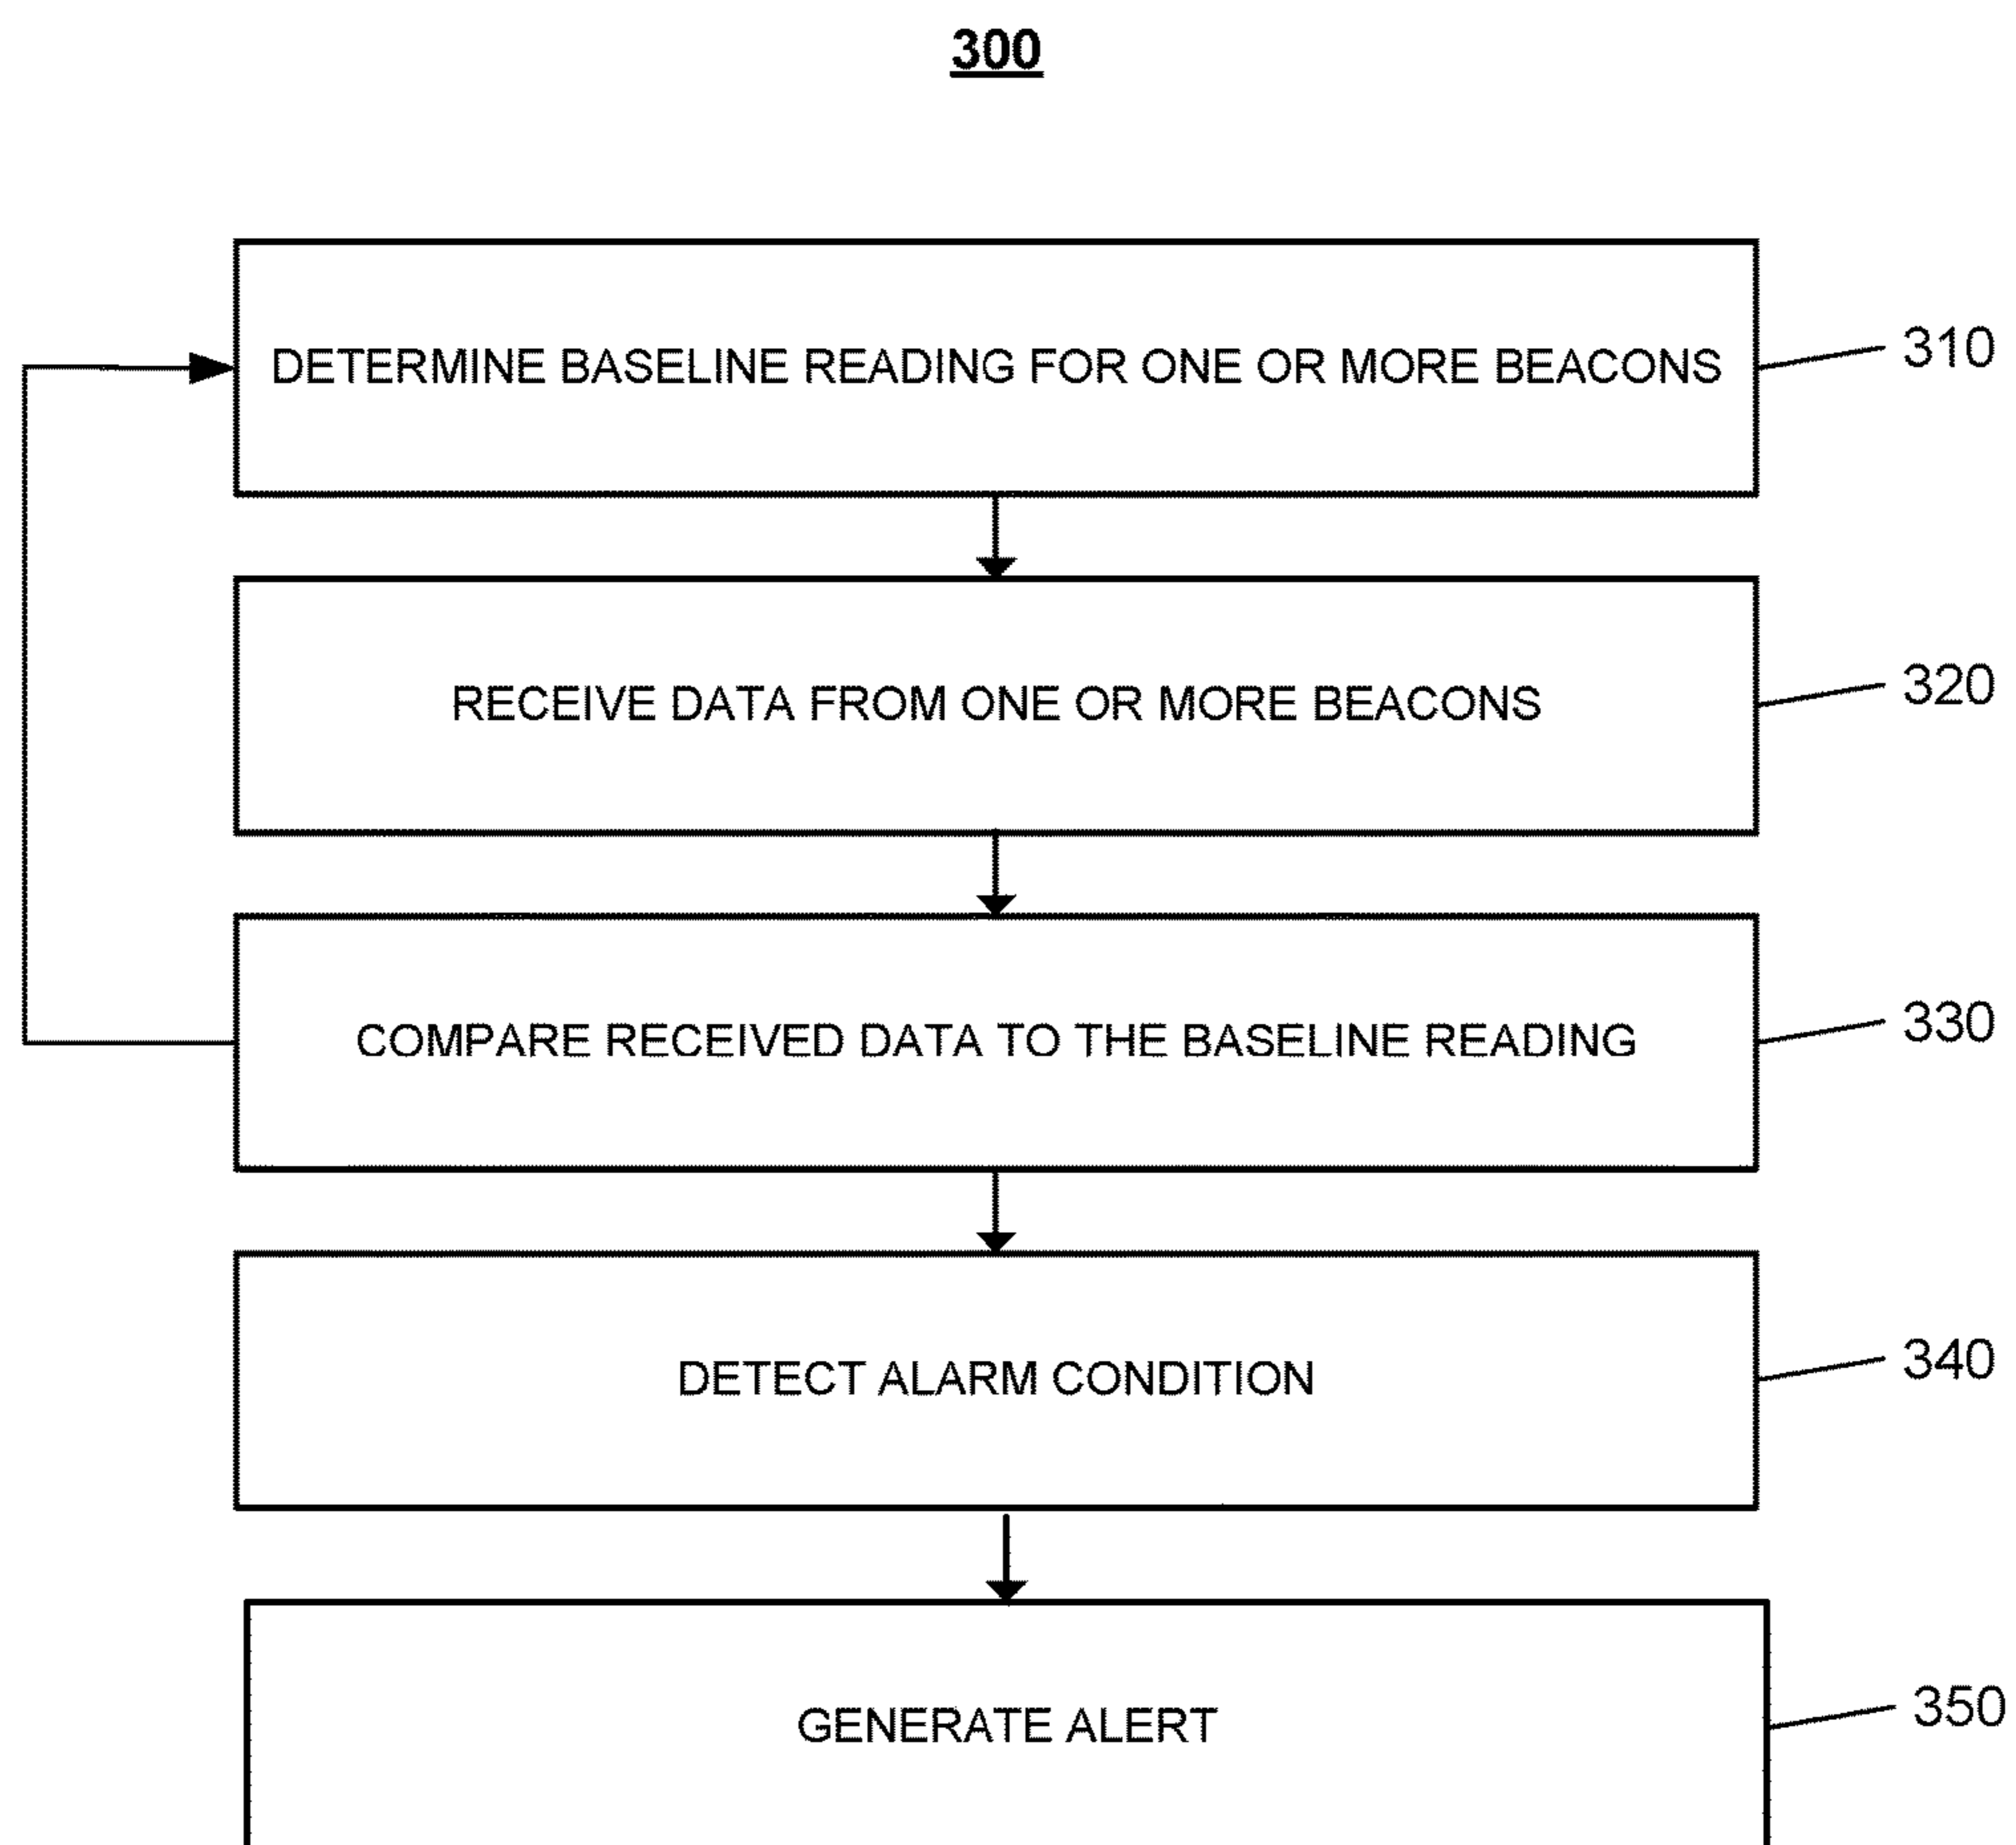 300
DETERMINE BASELINE READING FOR ONE OR MORE BEACONS
310
RECEIVE DATA FROM ONE OR MORE BEACONS
320
COMPARE RECEIVED DATA TO THE BASELINE READING
330
DETECT ALARM CONDITION
340
GENERATE ALERT
350